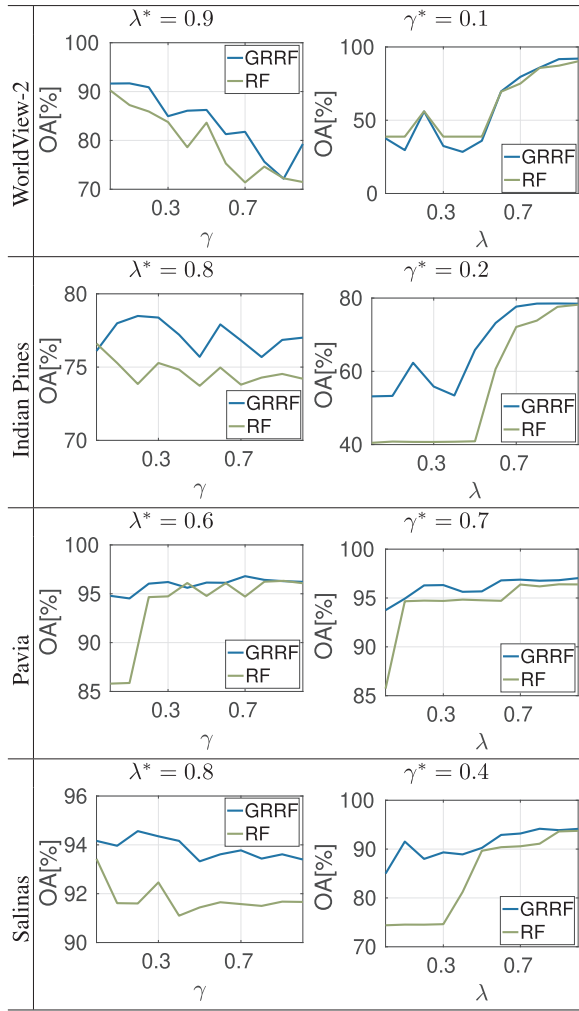 WorldView-2
λ* = 0.9
100
90
80
70
OA[%]
0.3
0.7
γ
GRRF
RF
γ* = 0.1
100
50
0
OA[%]
0.3
0.7
λ
GRRF
RF
Indian Pines
λ* = 0.8
80
75
70
OA[%]
0.3
0.7
γ
GRRF
RF
γ* = 0.2
80
60
40
OA[%]
0.3
0.7
λ
GRRF
RF
Pavia
λ* = 0.6
100
95
90
85
OA[%]
0.3
0.7
γ
GRRF
RF
γ* = 0.7
100
95
90
85
OA[%]
0.3
0.7
λ
GRRF
RF
Salinas
λ* = 0.8
96
94
92
90
OA[%]
0.3
0.7
γ
GRRF
RF
γ* = 0.4
100
90
80
70
OA[%]
0.3
0.7
λ
GRRF
RF